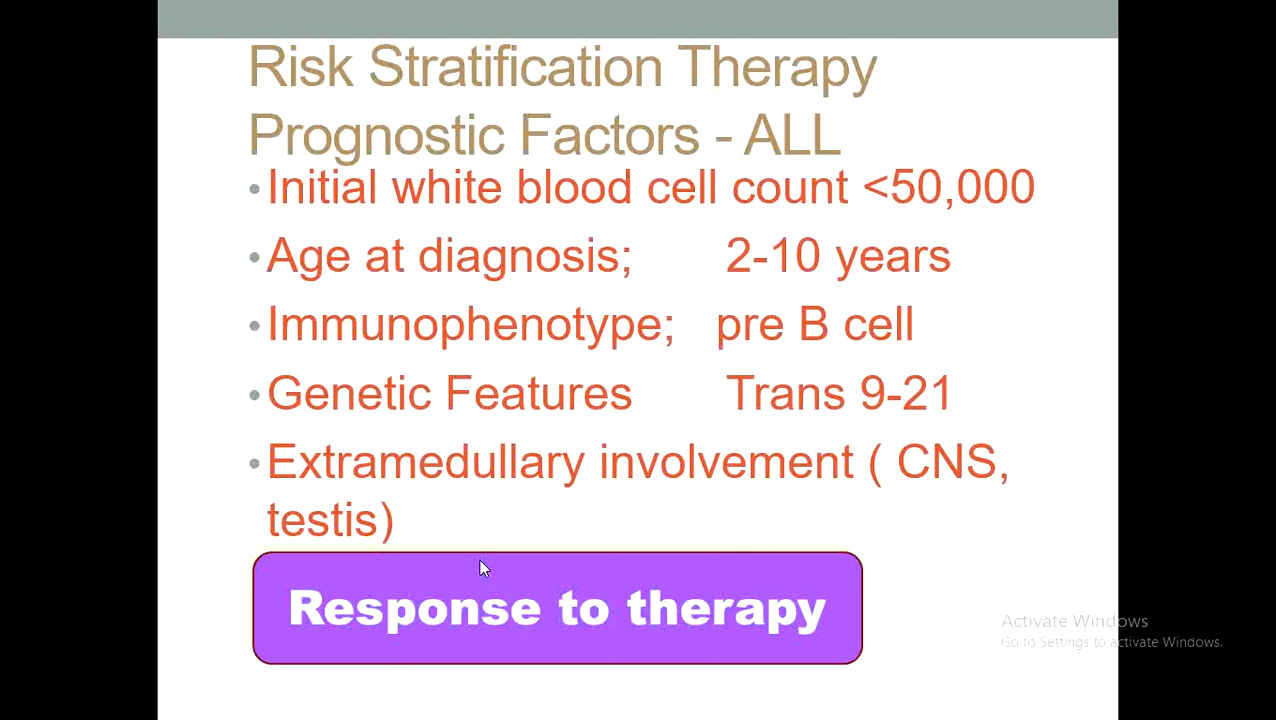 Risk Stratification Therapy
Prognostic Factors - ALL
•Initial white blood cell count <50,000
•Age at diagnosis; 2-10 years
•Immunophenotype; pre B cell
•Genetic Features Trans 9-21
•Extramedullary involvement ( CNS,
testis)
Response to therapy
Activate Windows
Go to Settings to activate Windows.